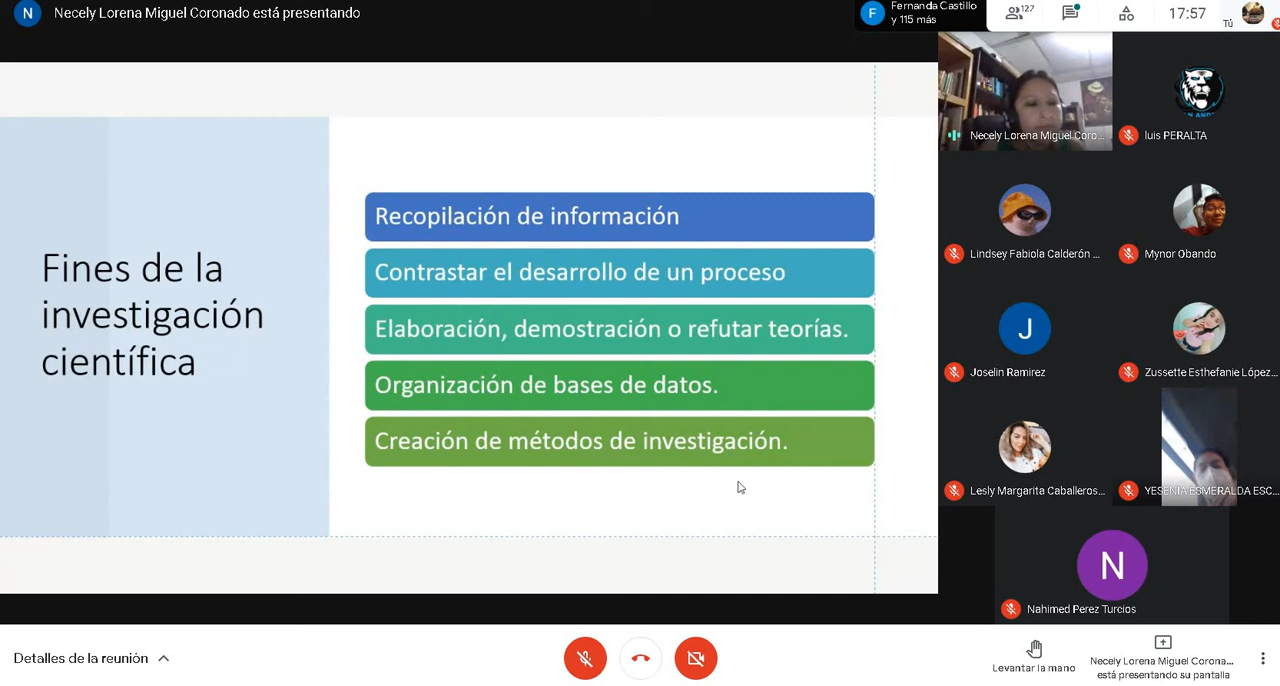 N
Necely Lorena Miguel Coronado está presentando
F
Fernanda Castillo
y 115 más
127
17:57
Tú
Fines de la
investigación
científica
Recopilación de información
Contrastar el desarrollo de un proceso
Elaboración, demostración o refutar teorías.
Organización de bases de datos.
Creación de métodos de investigación.
Necely Lorena Miguel Coro...
luis PERALTA
Lindsey Fabiola Calderón ...
Mynor Obando
J
Joselin Ramirez
Zussette Esthefanie López...
Lesly Margarita Caballeros...
YESENIA ESMERALDA ESC...
N
Nahimed Perez Turcios
Detalles de la reunión
Levantar la mano
Necely Lorena Miguel Corona...
está presentando su pantalla